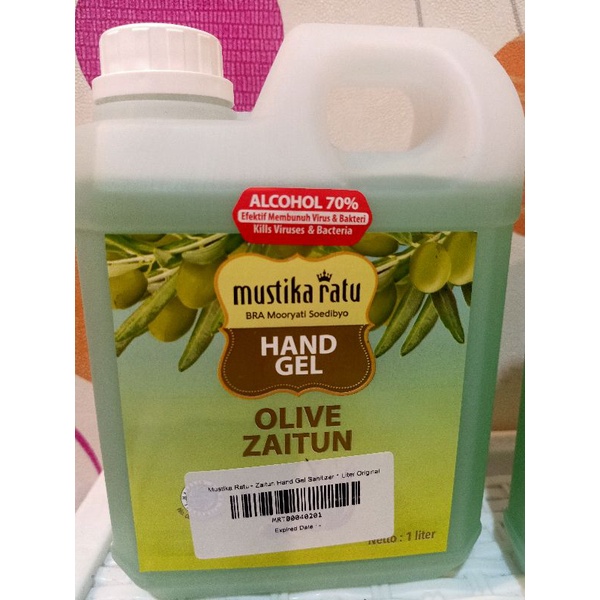 ALCOHOL 70%
Efektif Membunuh Virus & Bakteri
Kills Viruses & Bacteria
mustika ratu
BRA Mooryati Soedibyo
HAND
GEL
OLIVE
ZAITUN
Mustika Ratu - Zaitun Hand Gel Sanitizer - Liter Original
MRT00040201
Expired Date : -
Netto : 1 liter